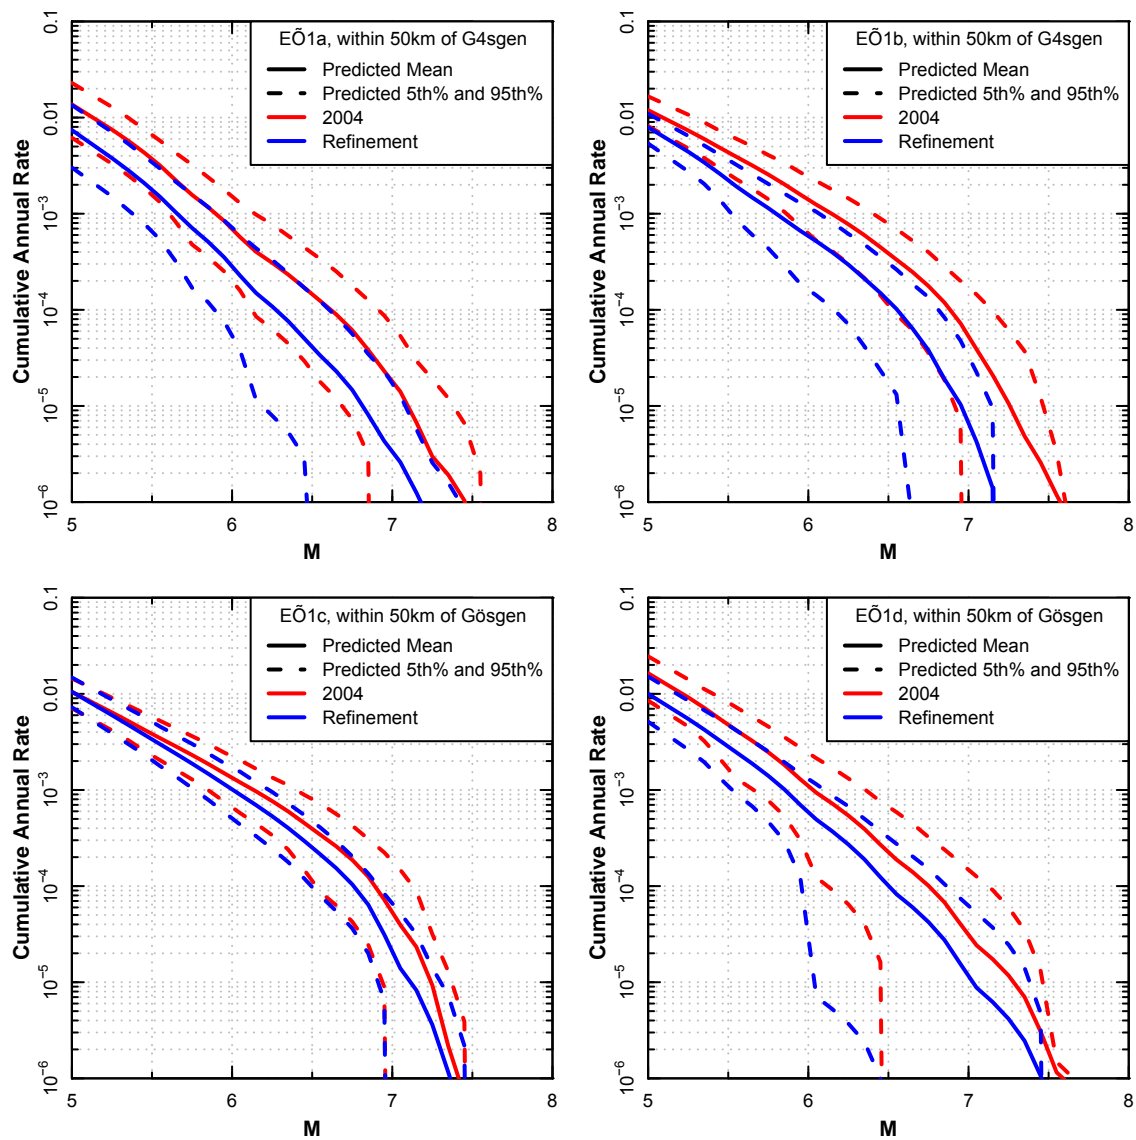 EÕ1a, within 50km of G4sgen
Predicted Mean
Predicted 5th% and 95th%
2004
Refinement
Cumulative Annual Rate
0.1
0.01
10⁻³
10⁻⁴
10⁻⁵
10⁻⁶
5 6 7 8
M
EÕ1b, within 50km of G4sgen
Predicted Mean
Predicted 5th% and 95th%
2004
Refinement
Cumulative Annual Rate
0.1
0.01
10⁻³
10⁻⁴
10⁻⁵
10⁻⁶
5 6 7 8
M
EÕ1c, within 50km of Gösgen
Predicted Mean
Predicted 5th% and 95th%
2004
Refinement
Cumulative Annual Rate
0.1
0.01
10⁻³
10⁻⁴
10⁻⁵
10⁻⁶
5 6 7 8
M
EÕ1d, within 50km of Gösgen
Predicted Mean
Predicted 5th% and 95th%
2004
Refinement
Cumulative Annual Rate
0.1
0.01
10⁻³
10⁻⁴
10⁻⁵
10⁻⁶
5 6 7 8
M